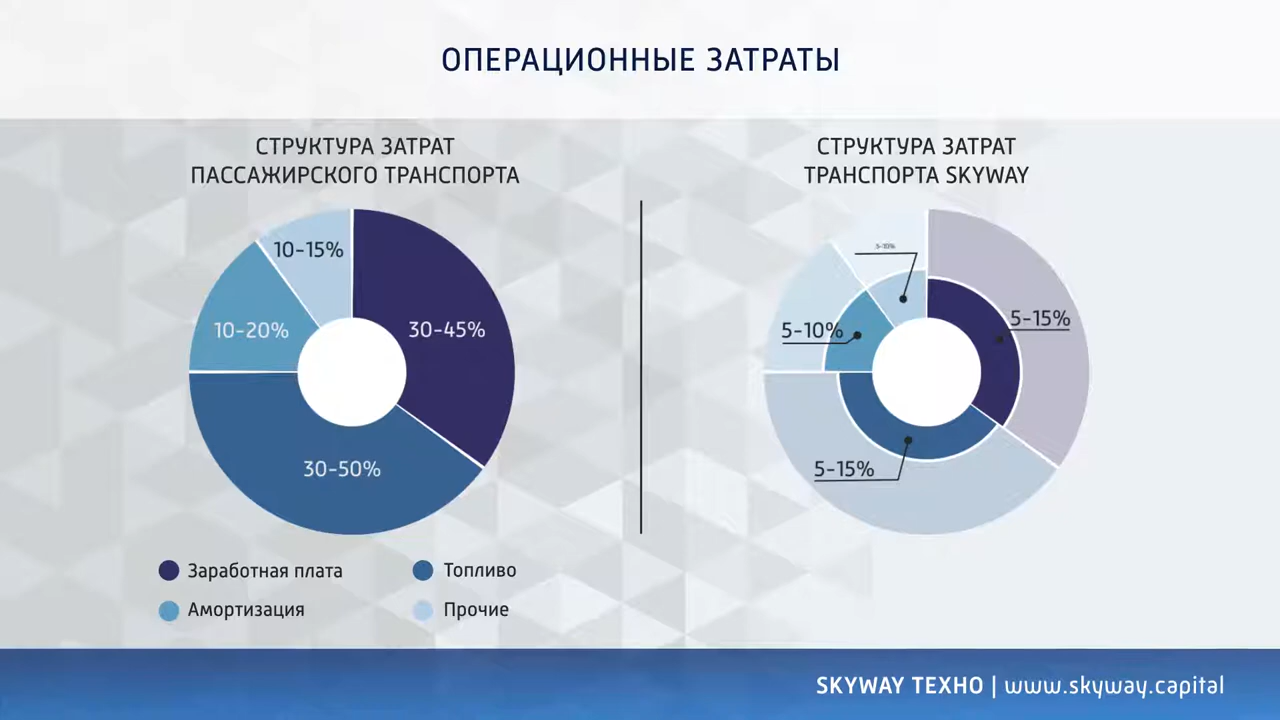 ОПЕРАЦИОННЫЕ ЗАТРАТЫ
СТРУКТУРА ЗАТРАТ
ПАССАЖИРСКОГО ТРАНСПОРТА
10-15%
10-20%
30-45%
30-50%
Заработная плата
Топливо
Амортизация
Прочие
СТРУКТУРА ЗАТРАТ
ТРАНСПОРТА SKYWAY
5-10%
5-15%
5-15%
SKYWAY ТЕХНО | www.skyway.capital